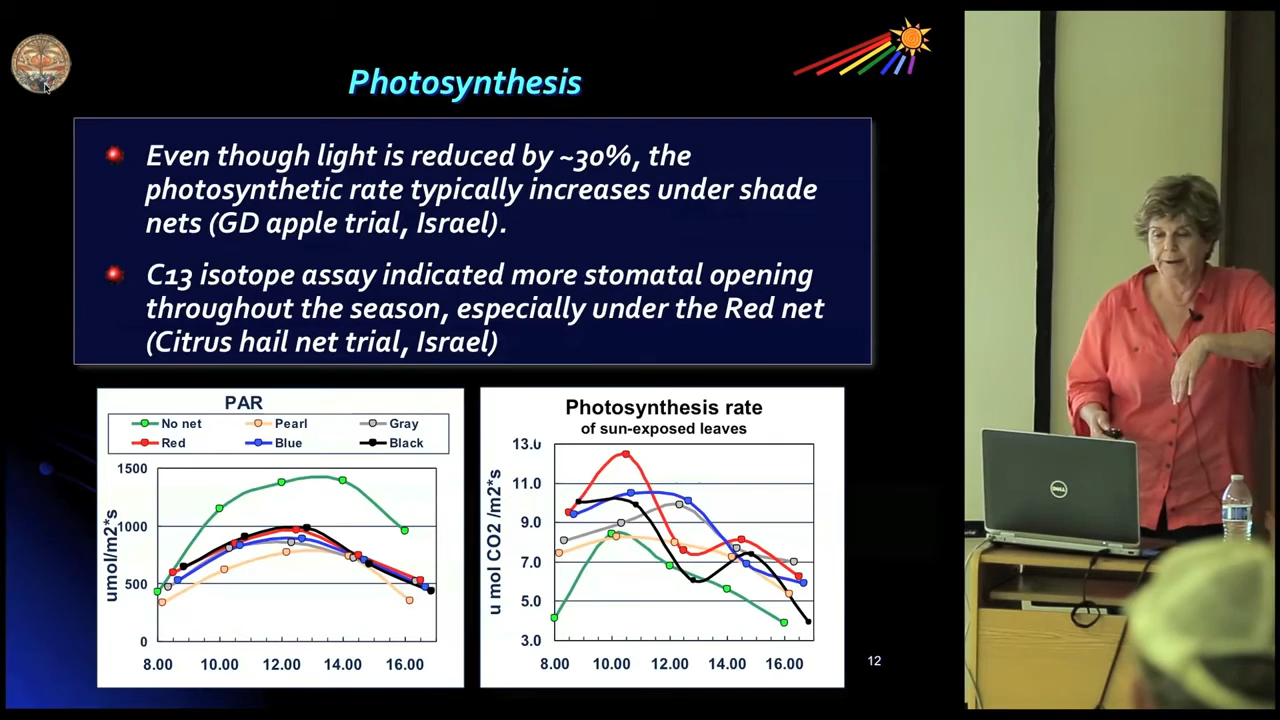 Photosynthesis
Even though light is reduced by ~30%, the
photosynthetic rate typically increases under shade
nets (GD apple trial, Israel).
C13 isotope assay indicated more stomatal opening
throughout the season, especially under the Red net
(Citrus hail net trial, Israel)
PAR
No net Pearl Gray
Red Blue Black
1500
1000
500
0
umol/m2*s
8.00 10.00 12.00 14.00 16.00
Photosynthesis rate
of sun-exposed leaves
13.0
11.0
9.0
7.0
5.0
3.0
u mol CO2 /m2*s
8.00 10.00 12.00 14.00 16.00
12
DELL